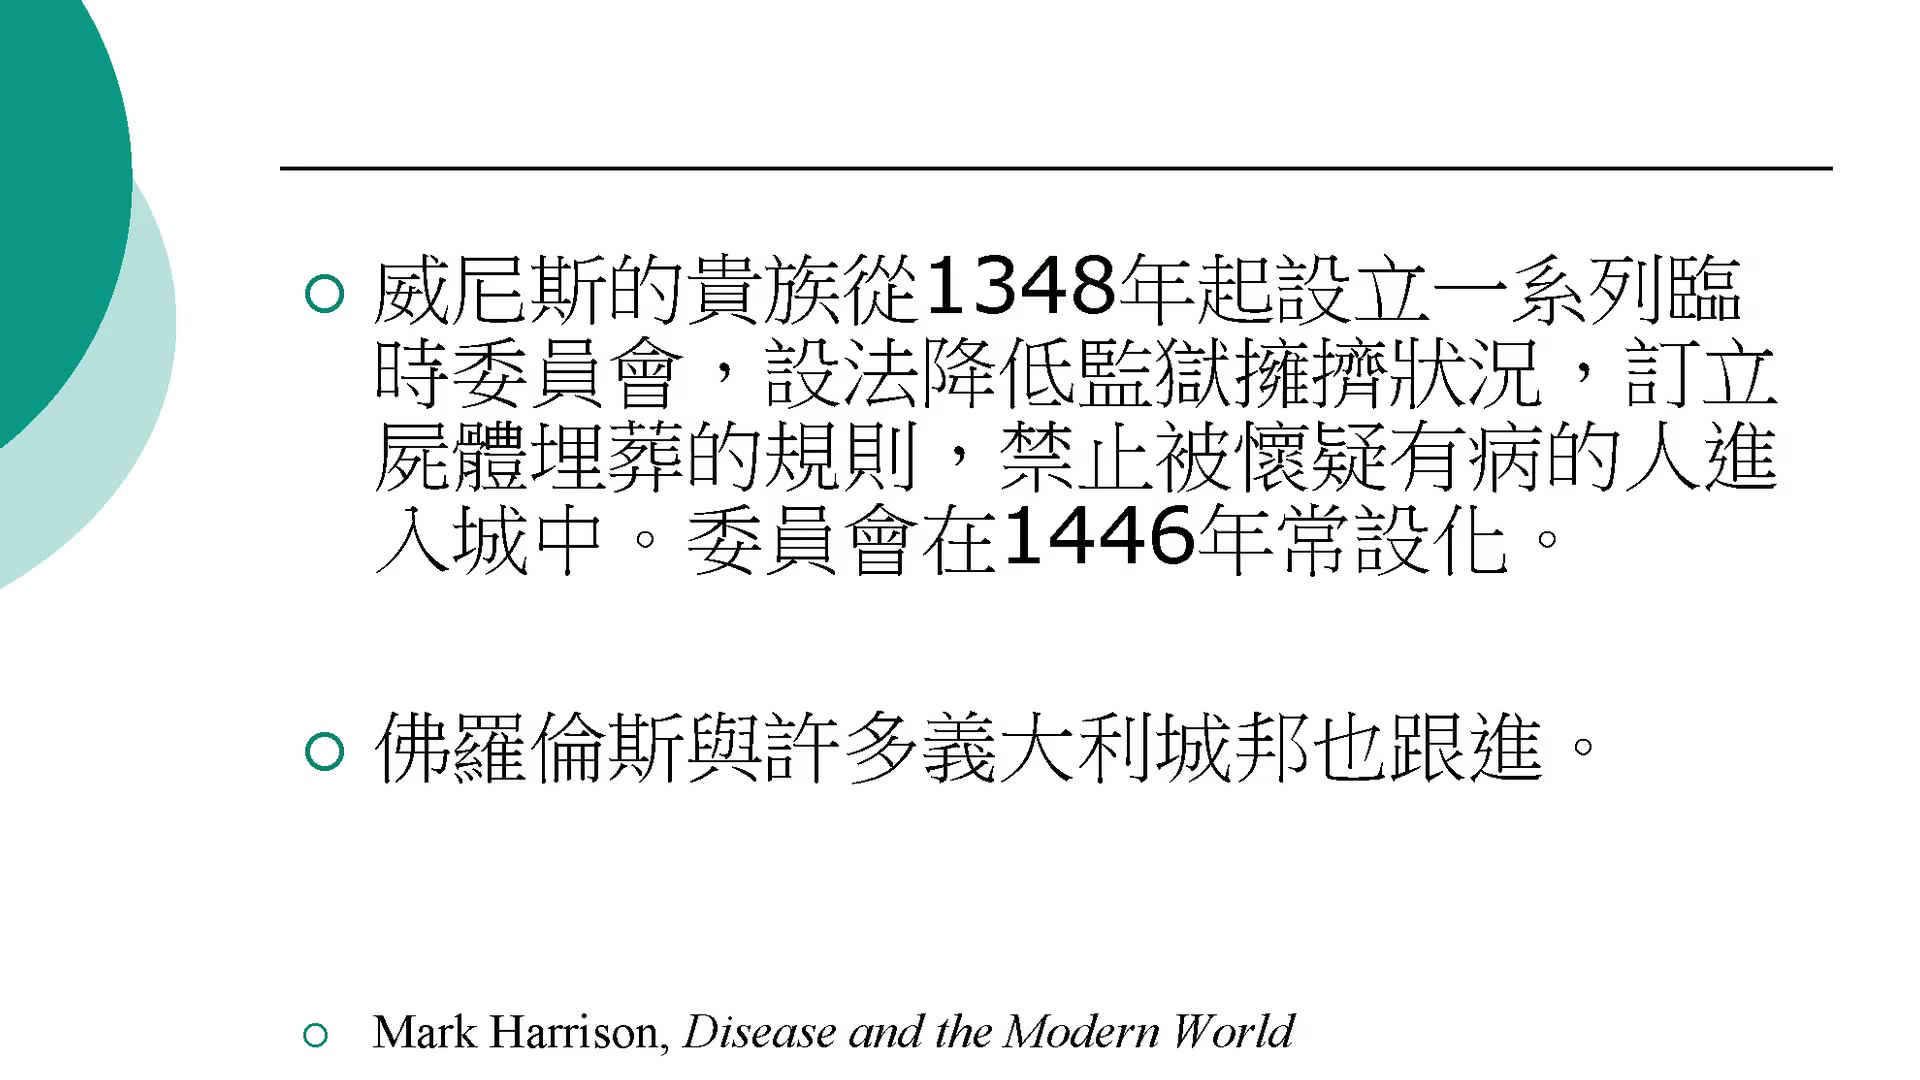 威尼斯的貴族從1348年起設立一系列臨
時委員會，設法降低監獄擁擠狀況，訂立
屍體埋葬的規則，禁止被懷疑有病的人進
入城中。委員會在1446年常設化。
佛羅倫斯與許多義大利城邦也跟進。
Mark Harrison, Disease and the Modern World